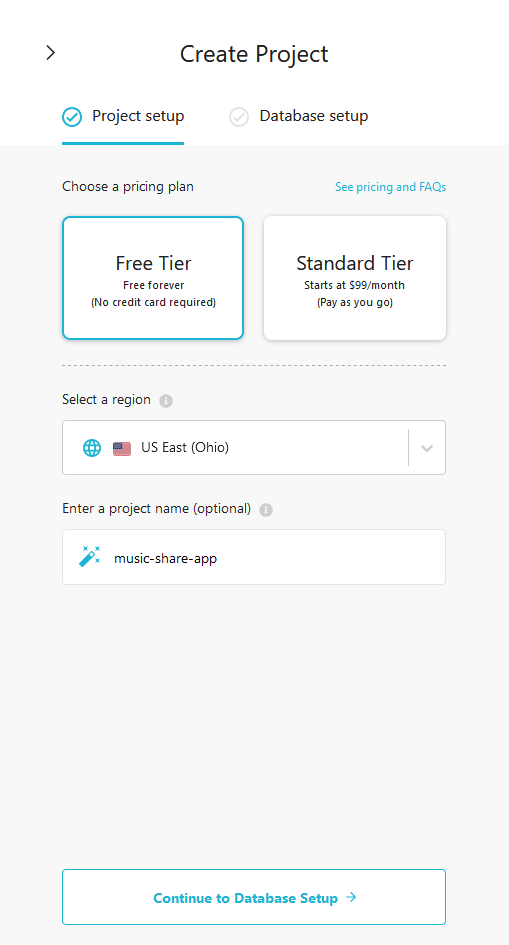 Create Project
Project setup
Database setup
Choose a pricing plan
See pricing and FAQs
Free Tier
Free forever
(No credit card required)
Standard Tier
Starts at $99/month
(Pay as you go)
Select a region
US East (Ohio)
Enter a project name (optional)
music-share-app
Continue to Database Setup →